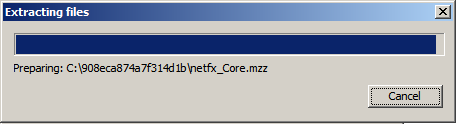 Extracting files
Preparing: C:\908eca874a7f314d1b\netfx_Core.mzz
Cancel